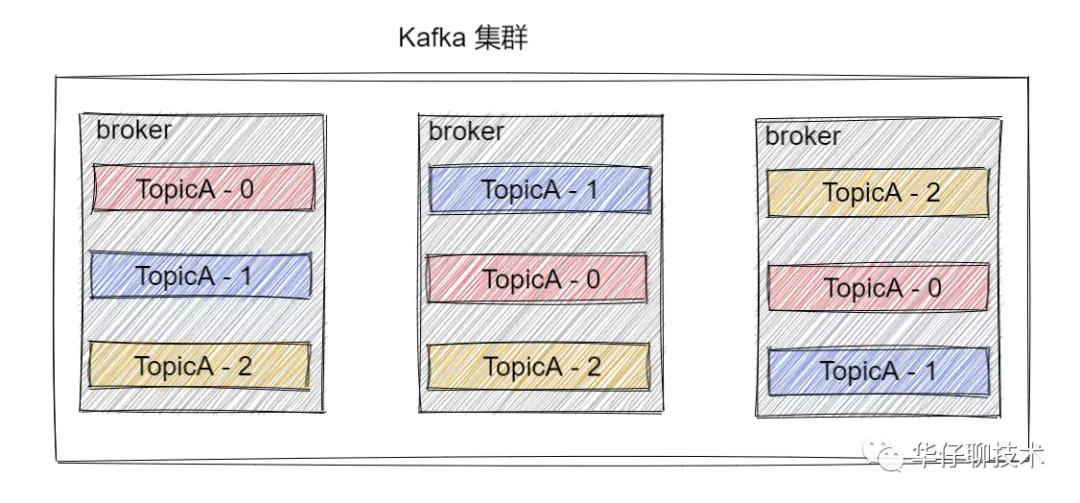 Kafka 集群
broker
TopicA - 0
TopicA - 1
TopicA - 2
broker
TopicA - 1
TopicA - 0
TopicA - 2
broker
TopicA - 2
TopicA - 0
TopicA - 1
华仔聊技术